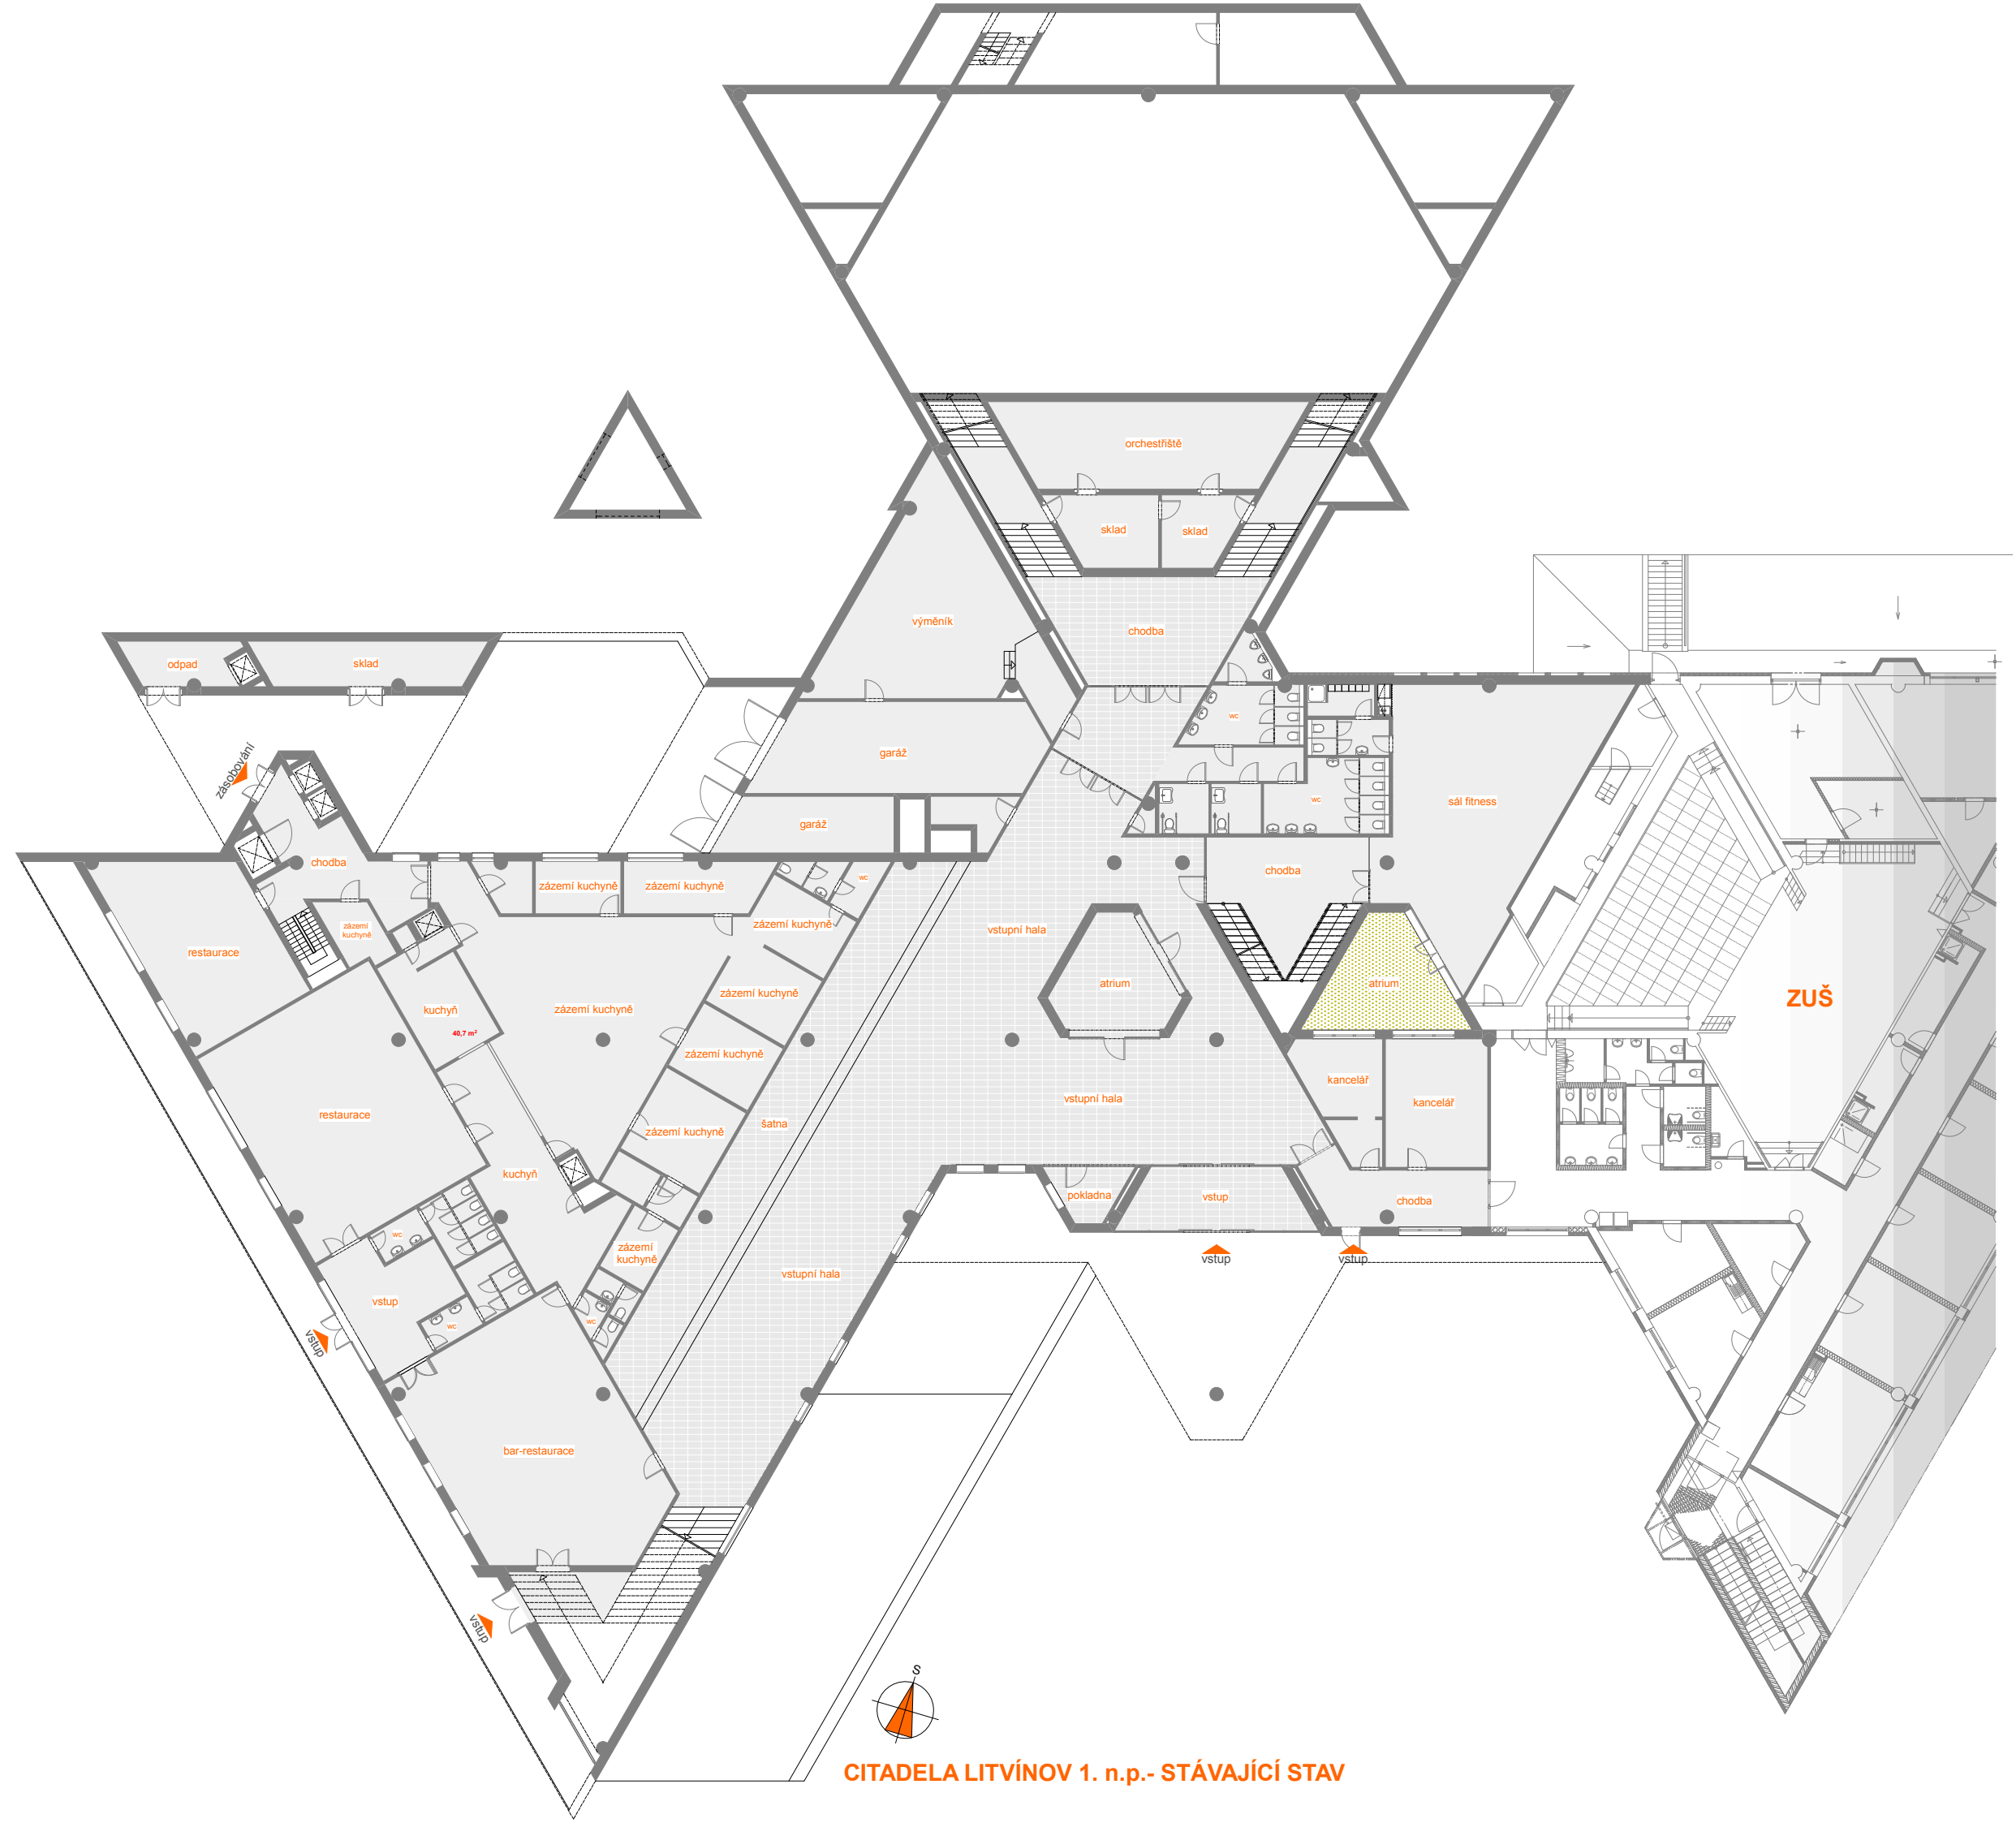 orchestřiště
sklad
sklad
výměník
chodba
odpad
sklad
wc
garáž
zásobování
wc
sál fitness
garáž
chodba
chodba
wc
zázemí kuchyně
zázemí kuchyně
zázemí kuchyně
zázemí
kuchyně
vstupní hala
restaurace
atrium
atrium
zázemí kuchyně
ZUŠ
kuchyň
40,7 m²
zázemí kuchyně
zázemí kuchyně
kancelář
vstupní hala
kancelář
restaurace
šatna
zázemí kuchyně
kuchyň
pokladna
vstup
chodba
wc
zázemí
kuchyně
vstup
vstup
vstupní hala
vstup
wc
wc
vstup
bar-restaurace
vstup
S
CITADELA LITVÍNOV 1. n.p.- STÁVAJÍCÍ STAV